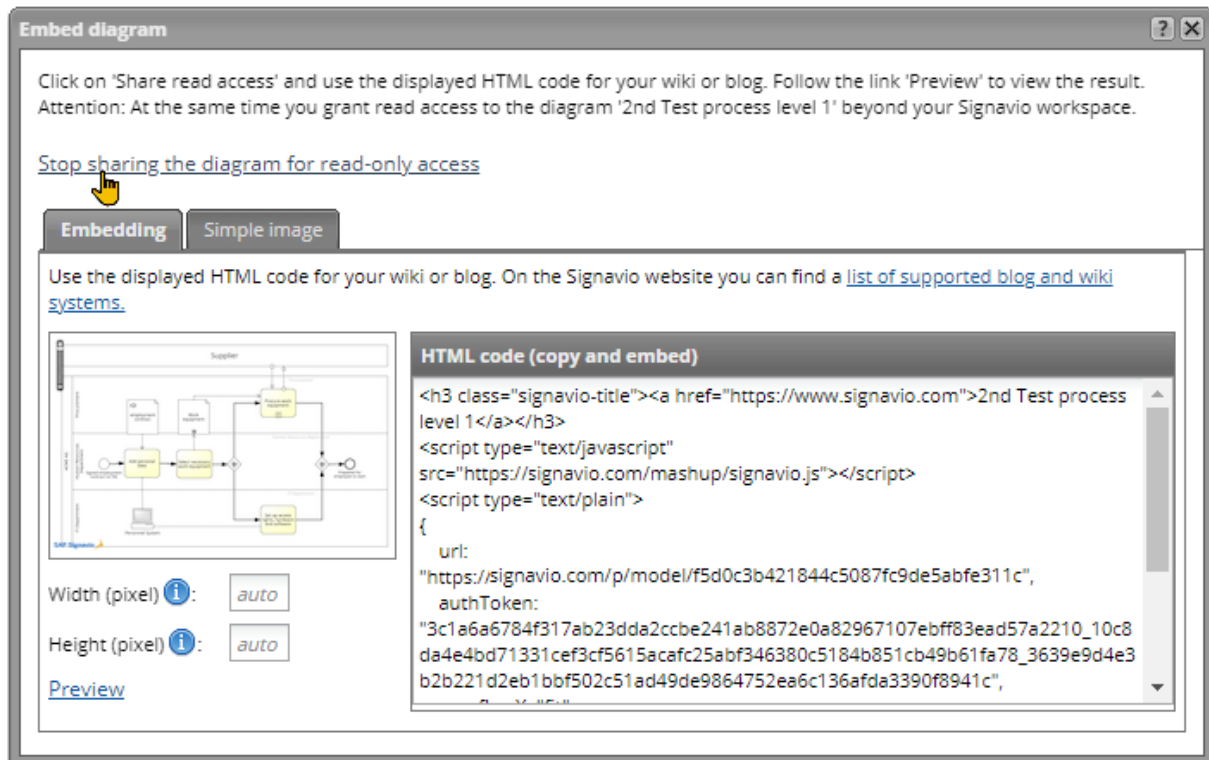 Embed diagram
Click on 'Share read access' and use the displayed HTML code for your wiki or blog. Follow the link 'Preview' to view the result.
Attention: At the same time you grant read access to the diagram '2nd Test process level 1' beyond your Signavio workspace.
Stop sharing the diagram for read-only access
Embedding
Simple image
Use the displayed HTML code for your wiki or blog. On the Signavio website you can find a list of supported blog and wiki
systems.
Supplier
SAP Signavio
Width (pixel) :
auto
Height (pixel) :
auto
Preview
HTML code (copy and embed)
<h3 class="signavio-title"><a href="https://www.signavio.com">2nd Test process
level 1</a></h3>
<script type="text/javascript"
src="https://signavio.com/mashup/signavio.js"></script>
<script type="text/plain">
{
url:
"https://signavio.com/p/model/f5d0c3b421844c5087fc9de5abfe311c",
authToken:
"3c1a6a6784f317ab23dda2ccbe241ab8872e0a82967107ebff83ead57a2210_10c8
da4e4bd71331cef3cf5615acafc25abf346380c5184b851cb49b61fa78_3639e9d4e3
b2b221d2eb1bbf502c51ad49de9864752ea6c136afda3390f8941c",